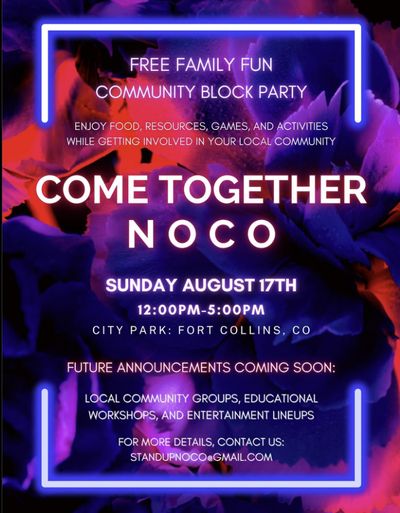 FREE FAMILY FUN
COMMUNITY BLOCK PARTY
ENJOY FOOD, RESOURCES, GAMES, AND ACTIVITIES
WHILE GETTING INVOLVED IN YOUR LOCAL COMMUNITY
COME TOGETHER
NOCO
SUNDAY AUGUST 17TH
12:00PM-5:00PM
CITY PARK: FORT COLLINS, CO
FUTURE ANNOUNCEMENTS COMING SOON:
LOCAL COMMUNITY GROUPS, EDUCATIONAL
WORKSHOPS, AND ENTERTAINMENT LINEUPS
FOR MORE DETAILS, CONTACT US:
STANDUPNOCO@GMAIL.COM